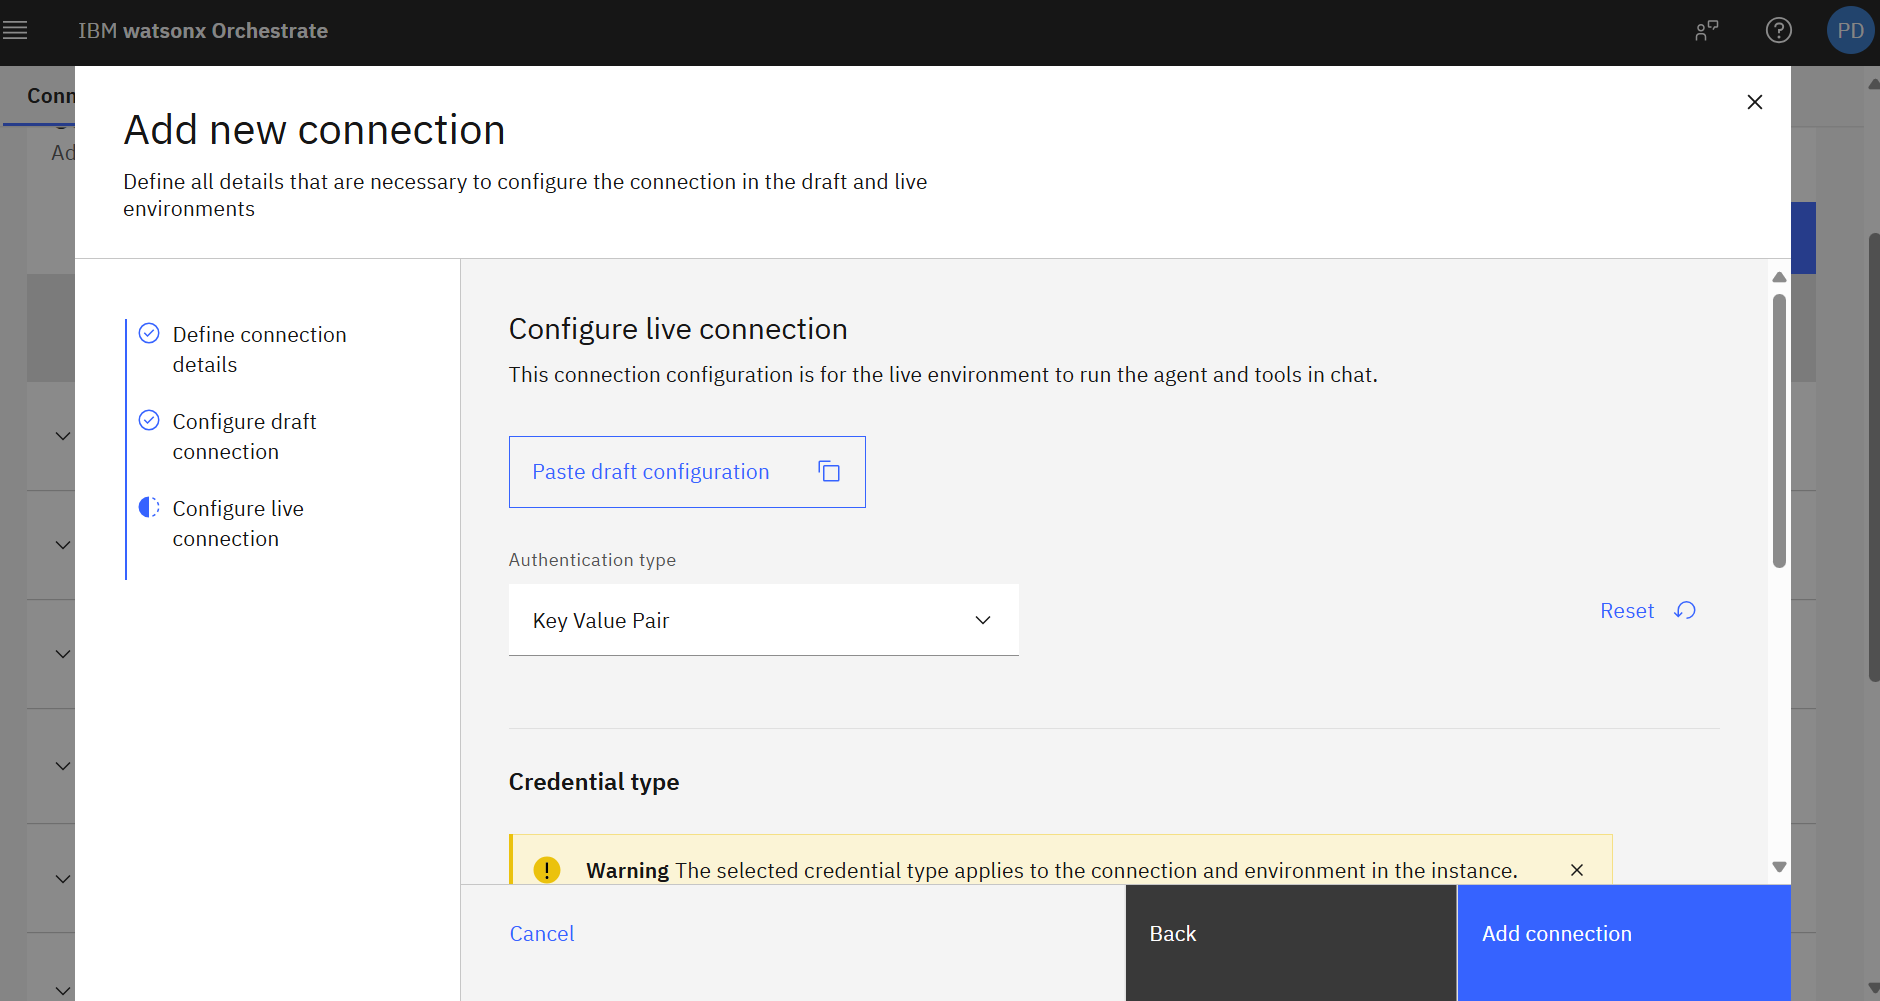 IBM watsonx Orchestrate
PD
Conn
Ad
Add new connection
Define all details that are necessary to configure the connection in the draft and live
environments
Define connection
details
Configure draft
connection
Configure live
connection
Configure live connection
This connection configuration is for the live environment to run the agent and tools in chat.
Paste draft configuration
Authentication type
Key Value Pair
Reset
Credential type
Warning The selected credential type applies to the connection and environment in the instance.
Cancel
Back
Add connection